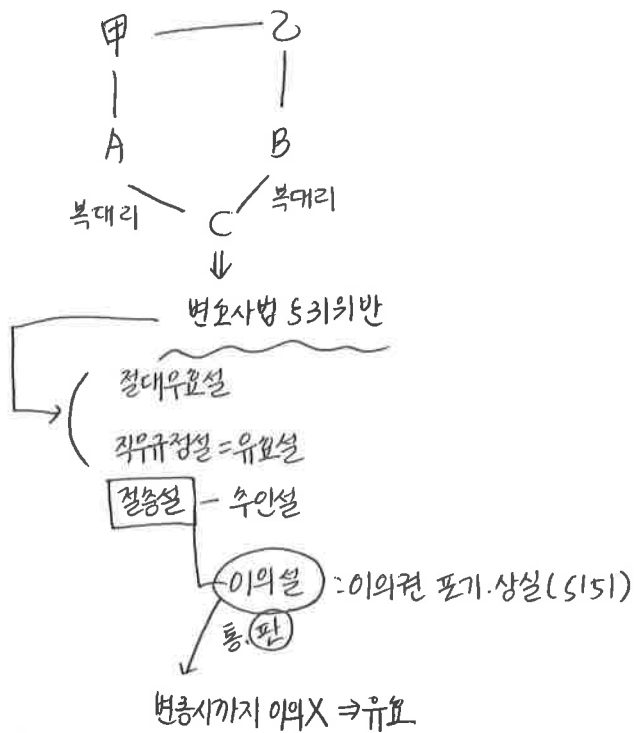 甲 乙
A B
복대리 복대리
C
⇓
변호사법 §31위반
절대무효설
직무규정설 = 유효설
절충설 - 추인설
이의설 : 이의권 포기·상실(§151)
통·판
변종시까지 이의X ⇒ 유효